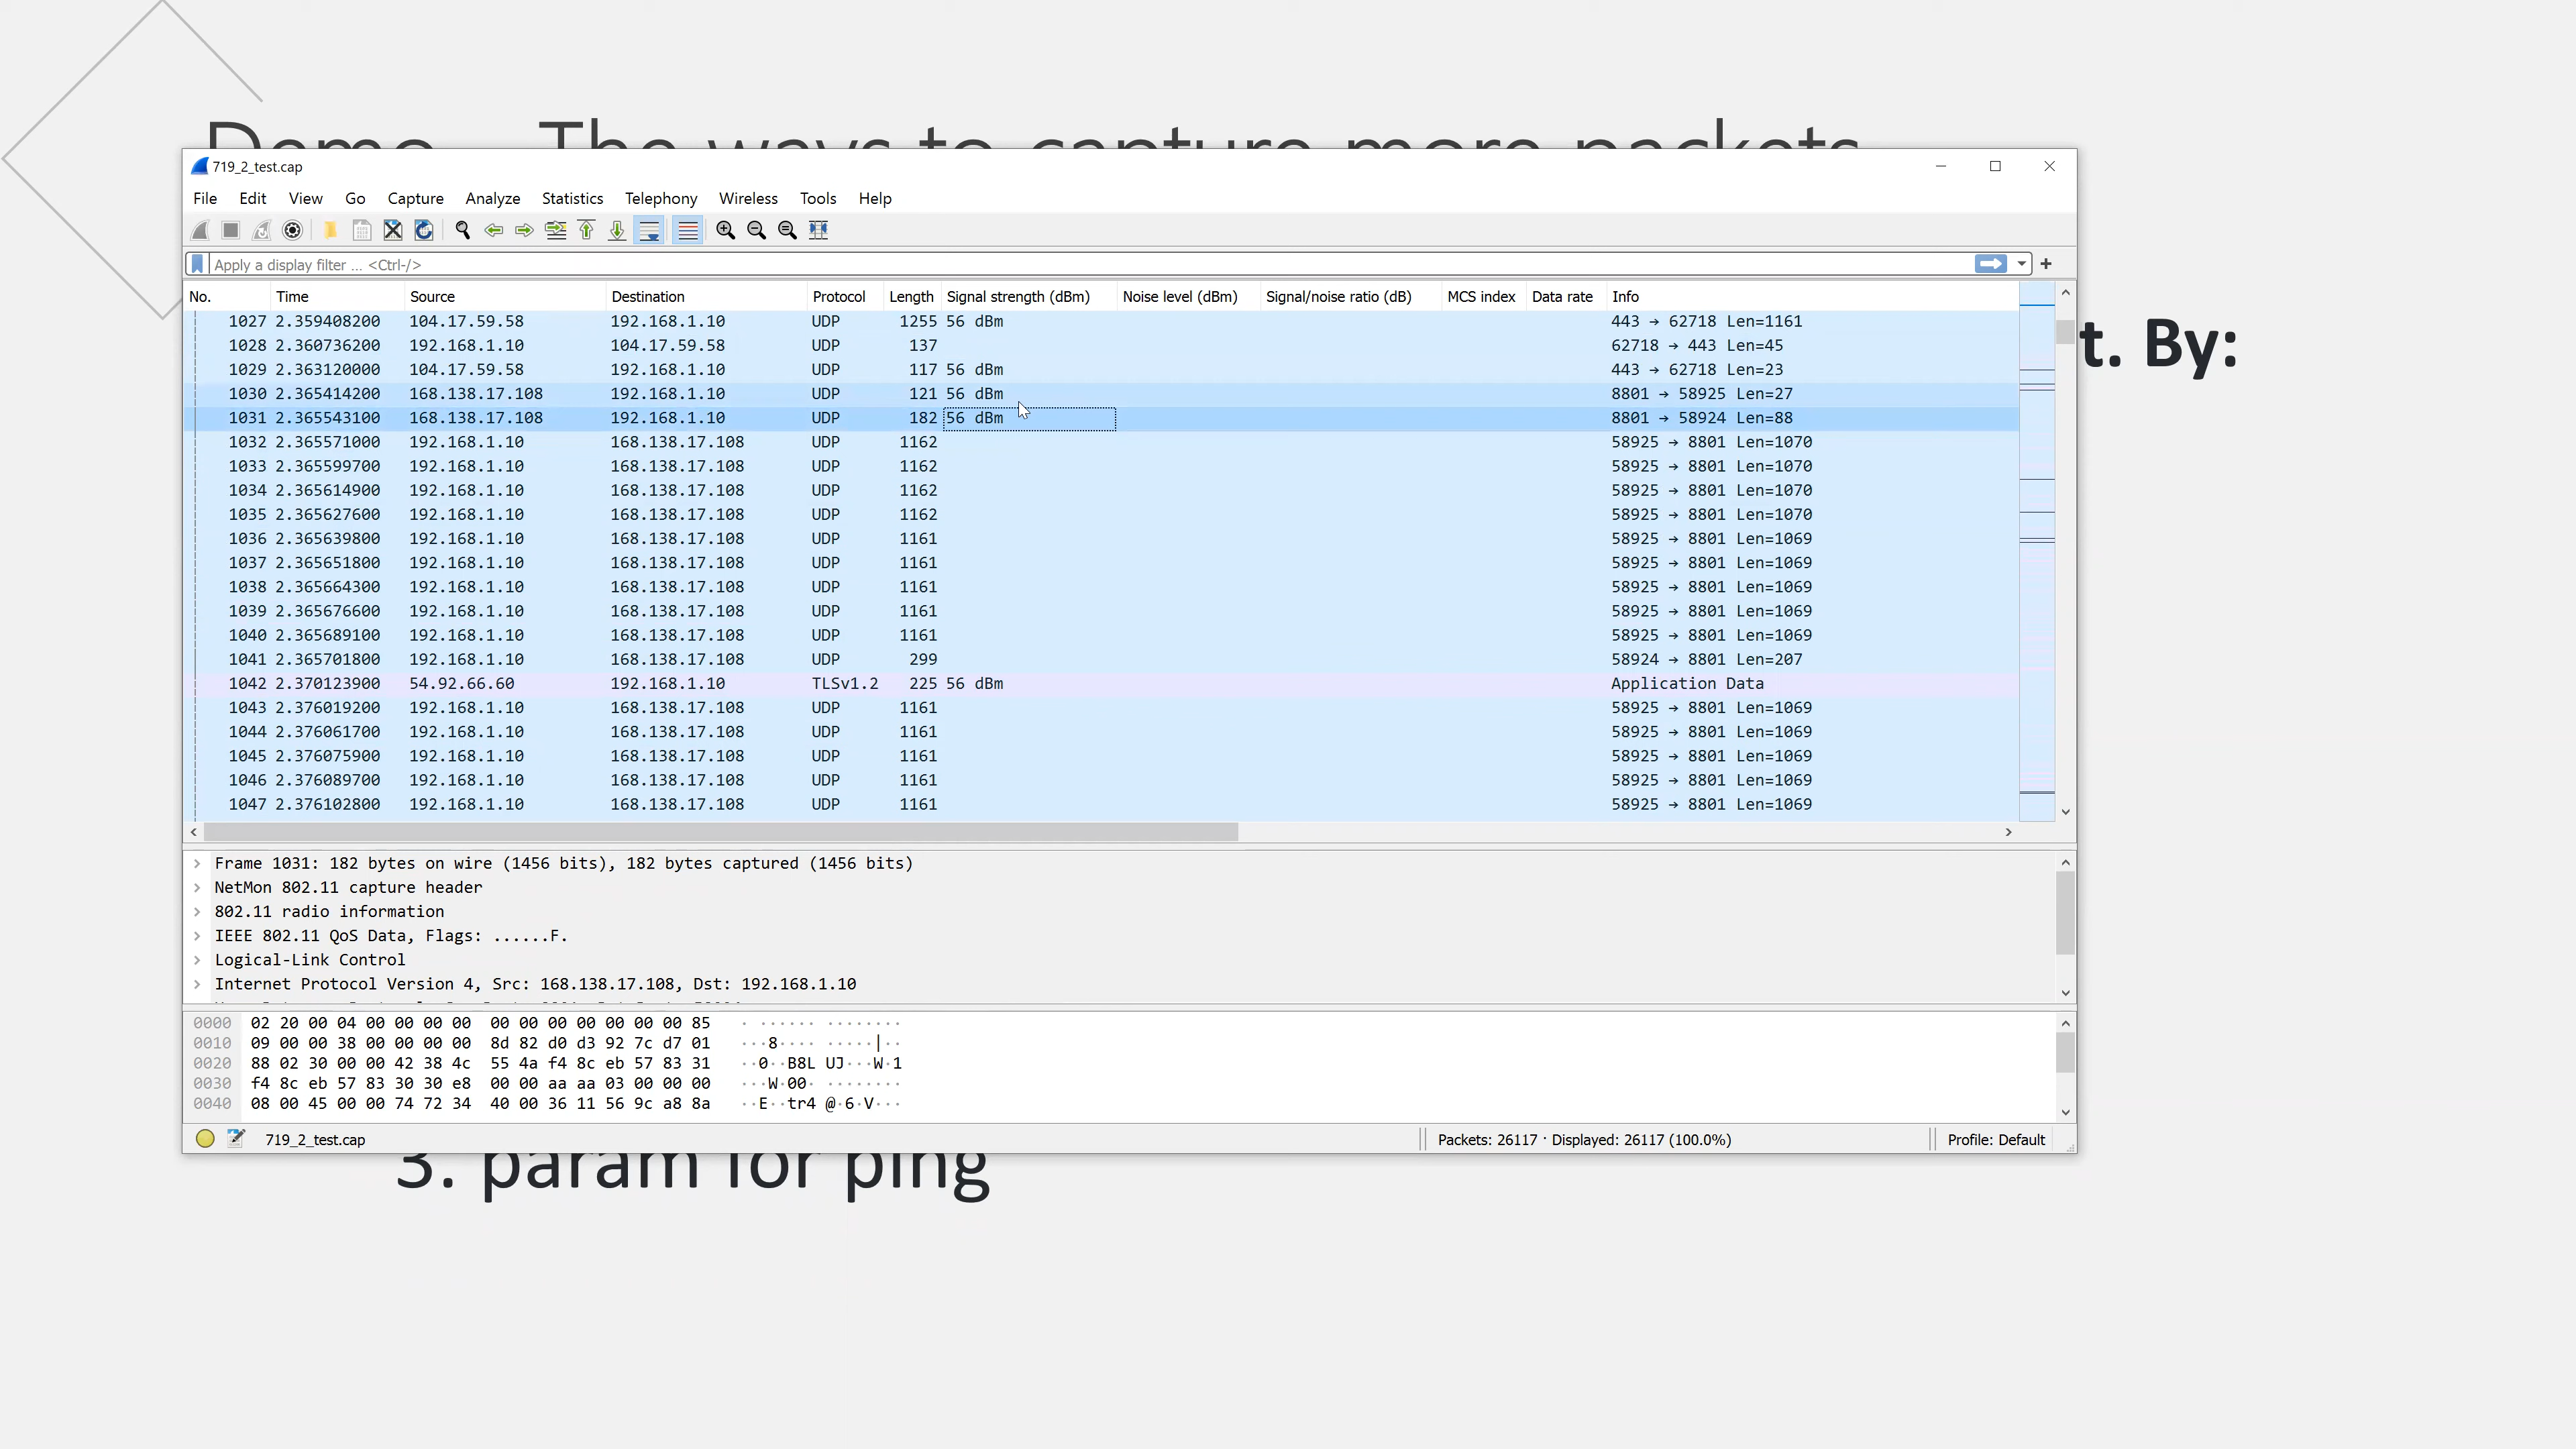 Demo – The ways to capture more packets
719_2_test.cap
File Edit View Go Capture Analyze Statistics Telephony Wireless Tools Help
Apply a display filter ... <Ctrl-/>
No. Time Source Destination Protocol Length Signal strength (dBm) Noise level (dBm) Signal/noise ratio (dB) MCS index Data rate Info
1027 2.359408200 104.17.59.58 192.168.1.10 UDP 1255 56 dBm 443 → 62718 Len=1161
1028 2.360736200 192.168.1.10 104.17.59.58 UDP 137 62718 → 443 Len=45
t. By:
1029 2.363120000 104.17.59.58 192.168.1.10 UDP 117 56 dBm 443 → 62718 Len=23
1030 2.365414200 168.138.17.108 192.168.1.10 UDP 121 56 dBm 8801 → 58925 Len=27
1031 2.365543100 168.138.17.108 192.168.1.10 UDP 182 56 dBm 8801 → 58924 Len=88
1032 2.365571000 192.168.1.10 168.138.17.108 UDP 1162 58925 → 8801 Len=1070
1033 2.365599700 192.168.1.10 168.138.17.108 UDP 1162 58925 → 8801 Len=1070
1034 2.365614900 192.168.1.10 168.138.17.108 UDP 1162 58925 → 8801 Len=1070
1035 2.365627600 192.168.1.10 168.138.17.108 UDP 1162 58925 → 8801 Len=1070
1036 2.365639800 192.168.1.10 168.138.17.108 UDP 1161 58925 → 8801 Len=1069
1037 2.365651800 192.168.1.10 168.138.17.108 UDP 1161 58925 → 8801 Len=1069
1038 2.365664300 192.168.1.10 168.138.17.108 UDP 1161 58925 → 8801 Len=1069
1039 2.365676600 192.168.1.10 168.138.17.108 UDP 1161 58925 → 8801 Len=1069
1040 2.365689100 192.168.1.10 168.138.17.108 UDP 1161 58925 → 8801 Len=1069
1041 2.365701800 192.168.1.10 168.138.17.108 UDP 299 58924 → 8801 Len=207
1042 2.370123900 54.92.66.60 192.168.1.10 TLSv1.2 225 56 dBm Application Data
1043 2.376019200 192.168.1.10 168.138.17.108 UDP 1161 58925 → 8801 Len=1069
1044 2.376061700 192.168.1.10 168.138.17.108 UDP 1161 58925 → 8801 Len=1069
1045 2.376075900 192.168.1.10 168.138.17.108 UDP 1161 58925 → 8801 Len=1069
1046 2.376089700 192.168.1.10 168.138.17.108 UDP 1161 58925 → 8801 Len=1069
1047 2.376102800 192.168.1.10 168.138.17.108 UDP 1161 58925 → 8801 Len=1069
Frame 1031: 182 bytes on wire (1456 bits), 182 bytes captured (1456 bits)
NetMon 802.11 capture header
802.11 radio information
IEEE 802.11 QoS Data, Flags: ......F.
Logical-Link Control
Internet Protocol Version 4, Src: 168.138.17.108, Dst: 192.168.1.10
0000 02 20 00 04 00 00 00 00 00 00 00 00 00 00 00 85 · ······ ········
0010 09 00 00 38 00 00 00 00 8d 82 d0 d3 92 7c d7 01 ···8···· ·····|··
0020 88 02 30 00 00 42 38 4c 55 4a f4 8c eb 57 83 31 ··0··B8L UJ···W·1
0030 f4 8c eb 57 83 30 30 e8 00 00 aa aa 03 00 00 00 ···W·00· ········
0040 08 00 45 00 00 74 72 34 40 00 36 11 56 9c a8 8a ··E··tr4 @·6·V···
719_2_test.cap Packets: 26117 · Displayed: 26117 (100.0%) Profile: Default
3. param for ping